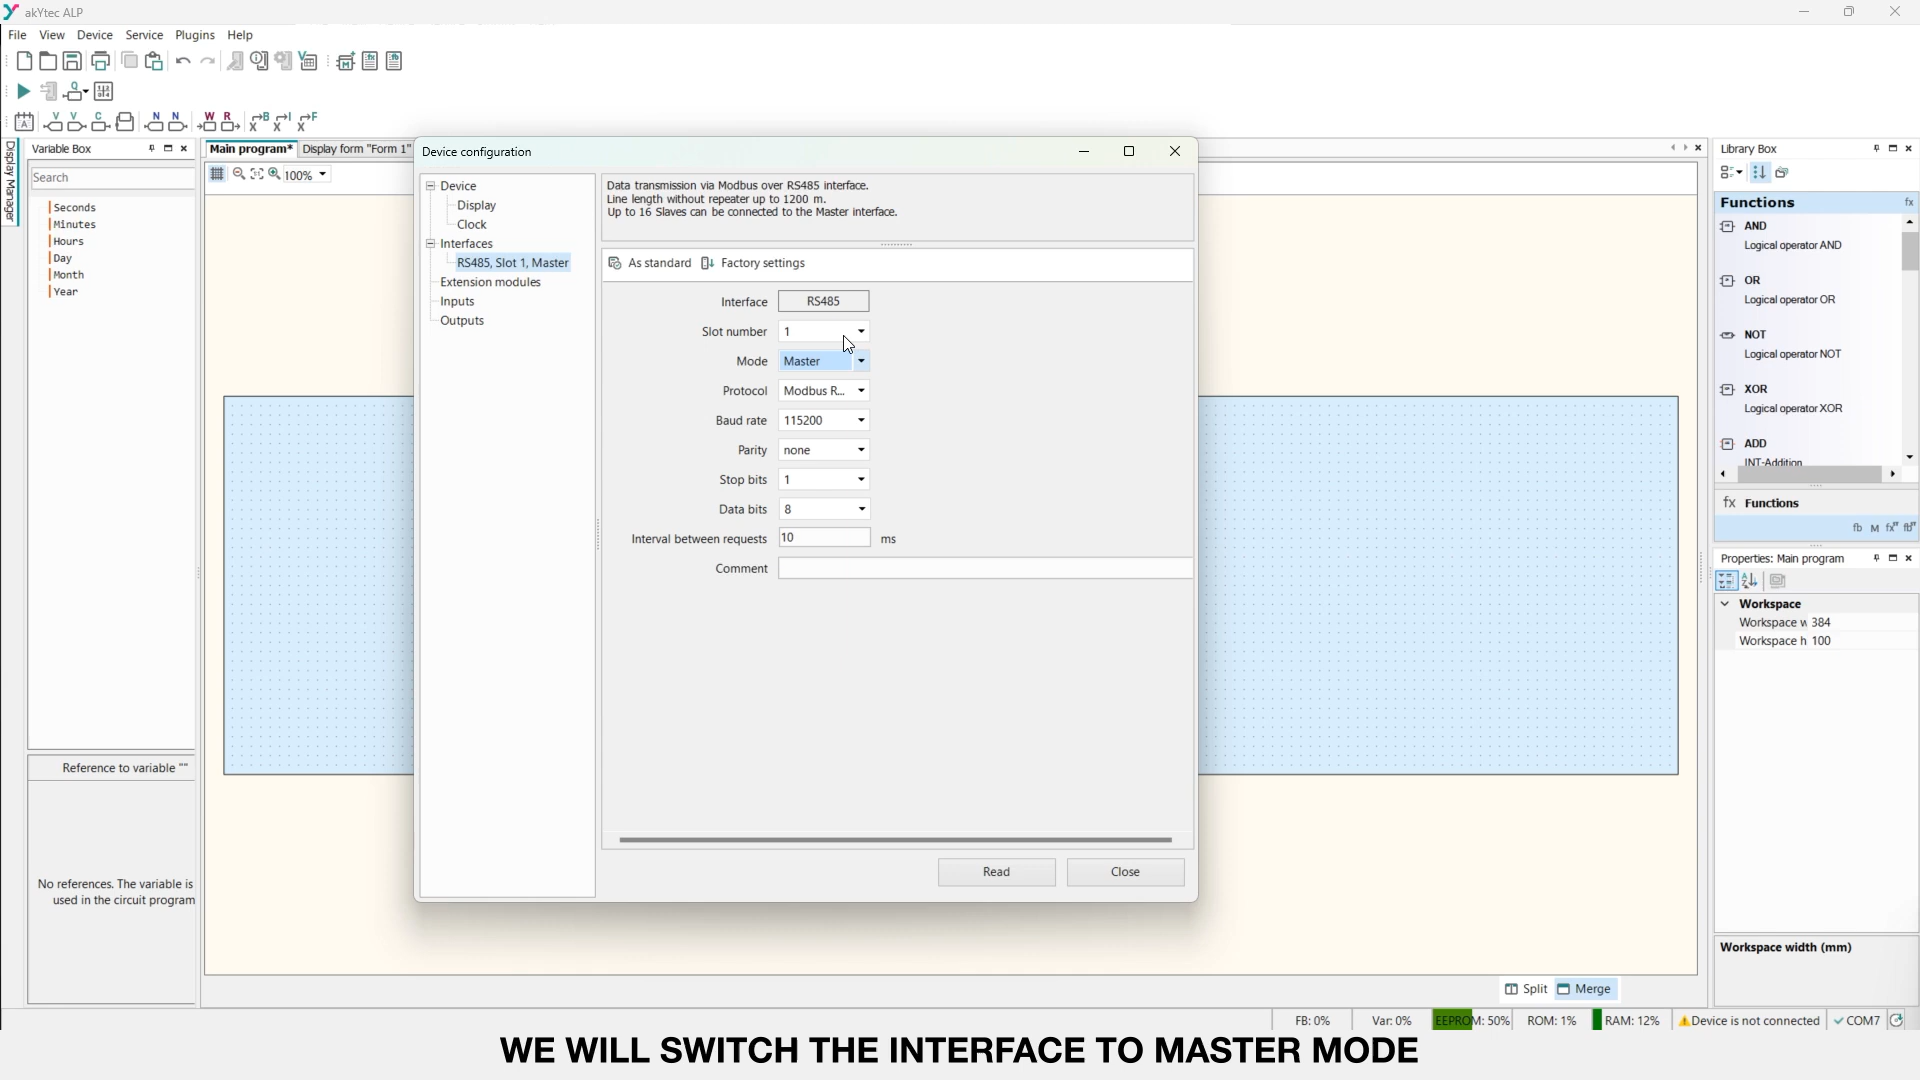 akYtec ALP
File View Device Service Plugins Help
Display Manager
Variable Box
Search
Seconds
Minutes
Hours
Day
Month
Year
Reference to variable ""
No references. The variable is
used in the circuit program
Main program* Display form "Form 1"
100%
Device configuration
Device
Display
Clock
Interfaces
RS485, Slot 1, Master
Extension modules
Inputs
Outputs
Data transmission via Modbus over RS485 interface.
Line length without repeater up to 1200 m.
Up to 16 Slaves can be connected to the Master interface.
As standard Factory settings
Interface RS485
Slot number 1
Mode Master
Protocol Modbus R...
Baud rate 115200
Parity none
Stop bits 1
Data bits 8
Interval between requests 10 ms
Comment
Read Close
Library Box
Functions fx
AND
Logical operator AND
OR
Logical operator OR
NOT
Logical operator NOT
XOR
Logical operator XOR
ADD
INT-Addition
fx Functions
fb M
Properties: Main program
Workspace
Workspace w 384
Workspace h 100
Workspace width (mm)
Split Merge
FB: 0% Var: 0% EEPROM: 50% ROM: 1% RAM: 12% Device is not connected COM7
WE WILL SWITCH THE INTERFACE TO MASTER MODE